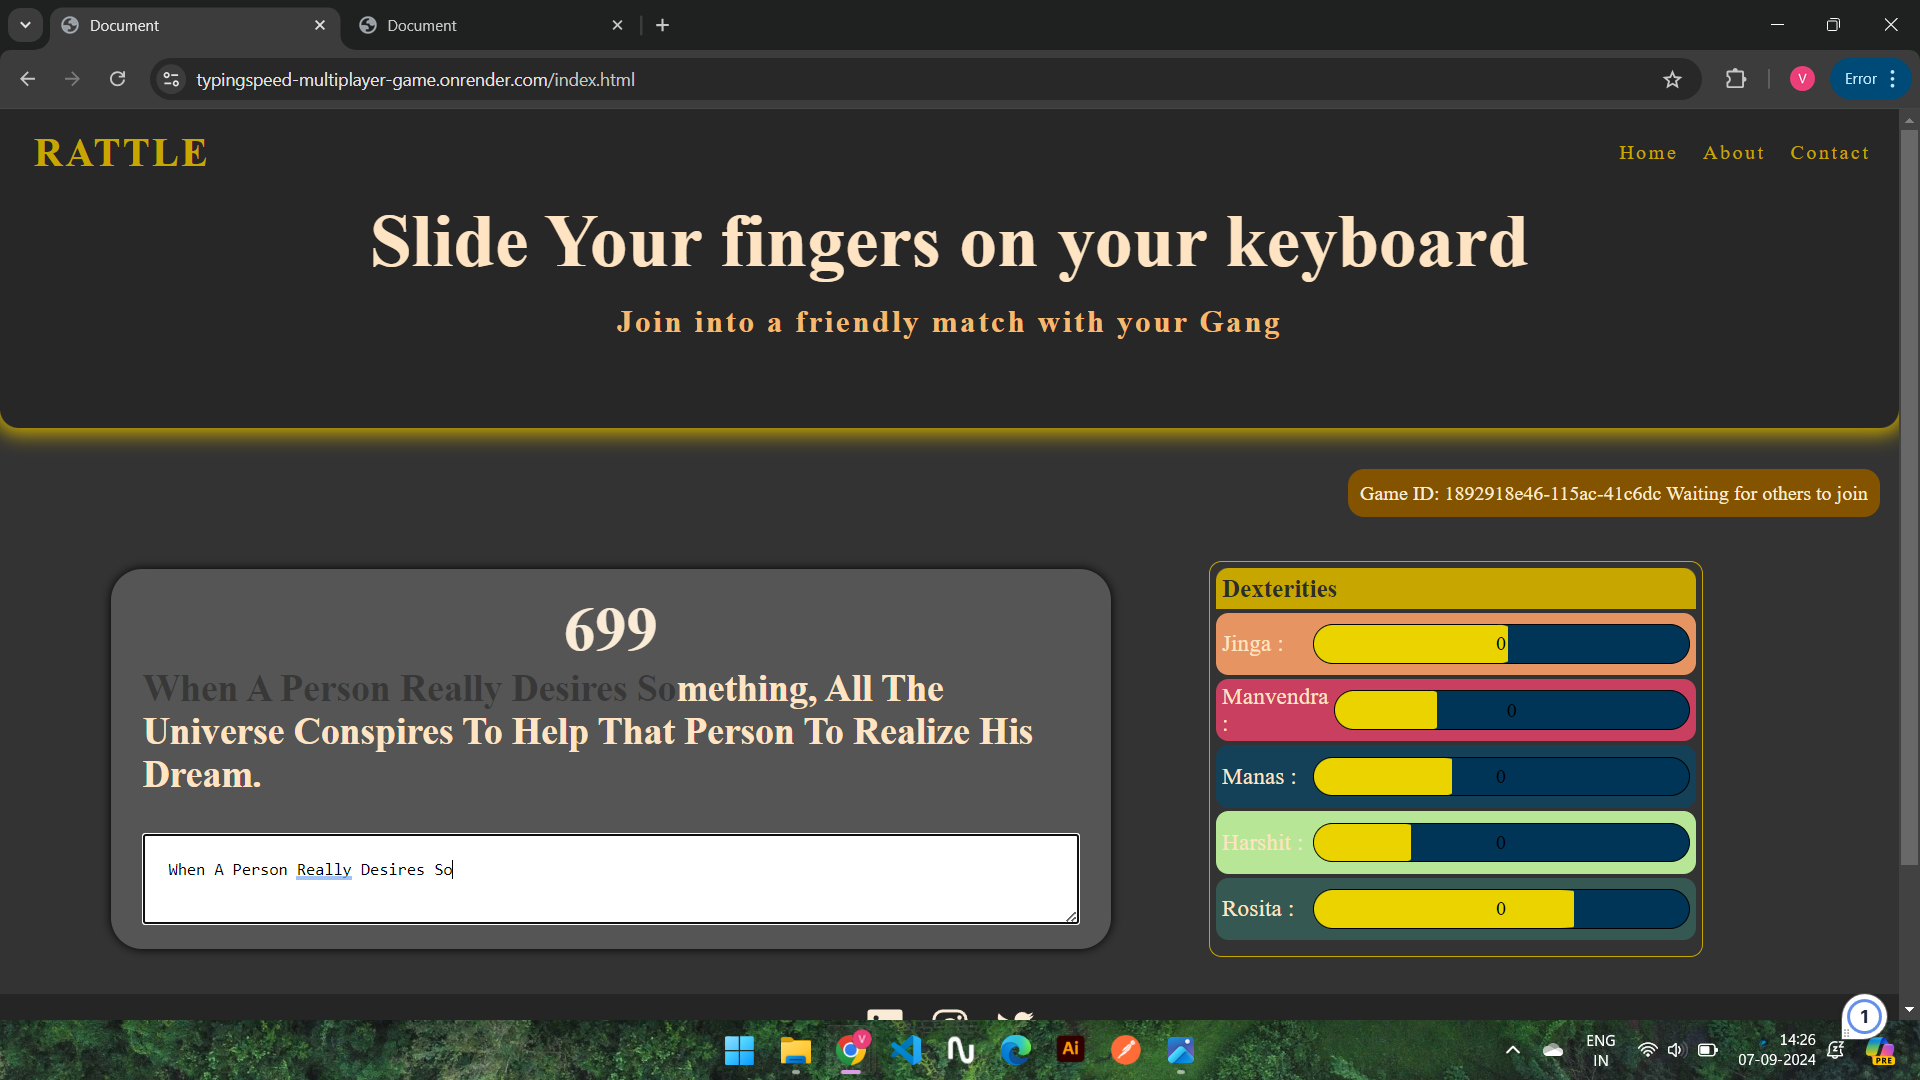 Document
Document
typingspeed-multiplayer-game.onrender.com/index.html
V
Error
RATTLE
Home About Contact
Slide Your fingers on your keyboard
Join into a friendly match with your Gang
Game ID: 1892918e46-115ac-41c6dc Waiting for others to join
699
When A Person Really Desires Something, All The
Universe Conspires To Help That Person To Realize His
Dream.
When A Person Really Desires So
Dexterities
Jinga : 0
Manvendra
: 0
Manas : 0
Harshit : 0
Rosita : 0
1
V
Ai
ENG
IN
14:26
07-09-2024
PRE